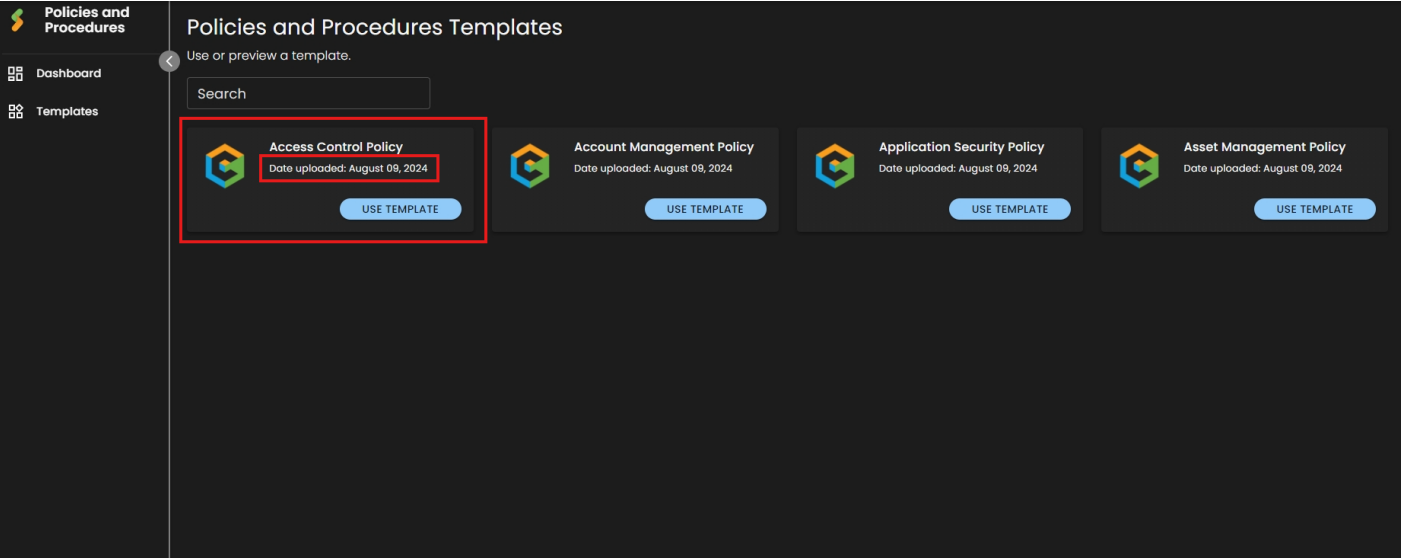 Policies and
Procedures
Dashboard
Templates
Policies and Procedures Templates
Use or preview a template.
Search
Access Control Policy
Date uploaded: August 09, 2024
USE TEMPLATE
Account Management Policy
Date uploaded: August 09, 2024
USE TEMPLATE
Application Security Policy
Date uploaded: August 09, 2024
USE TEMPLATE
Asset Management Policy
Date uploaded: August 09, 2024
USE TEMPLATE